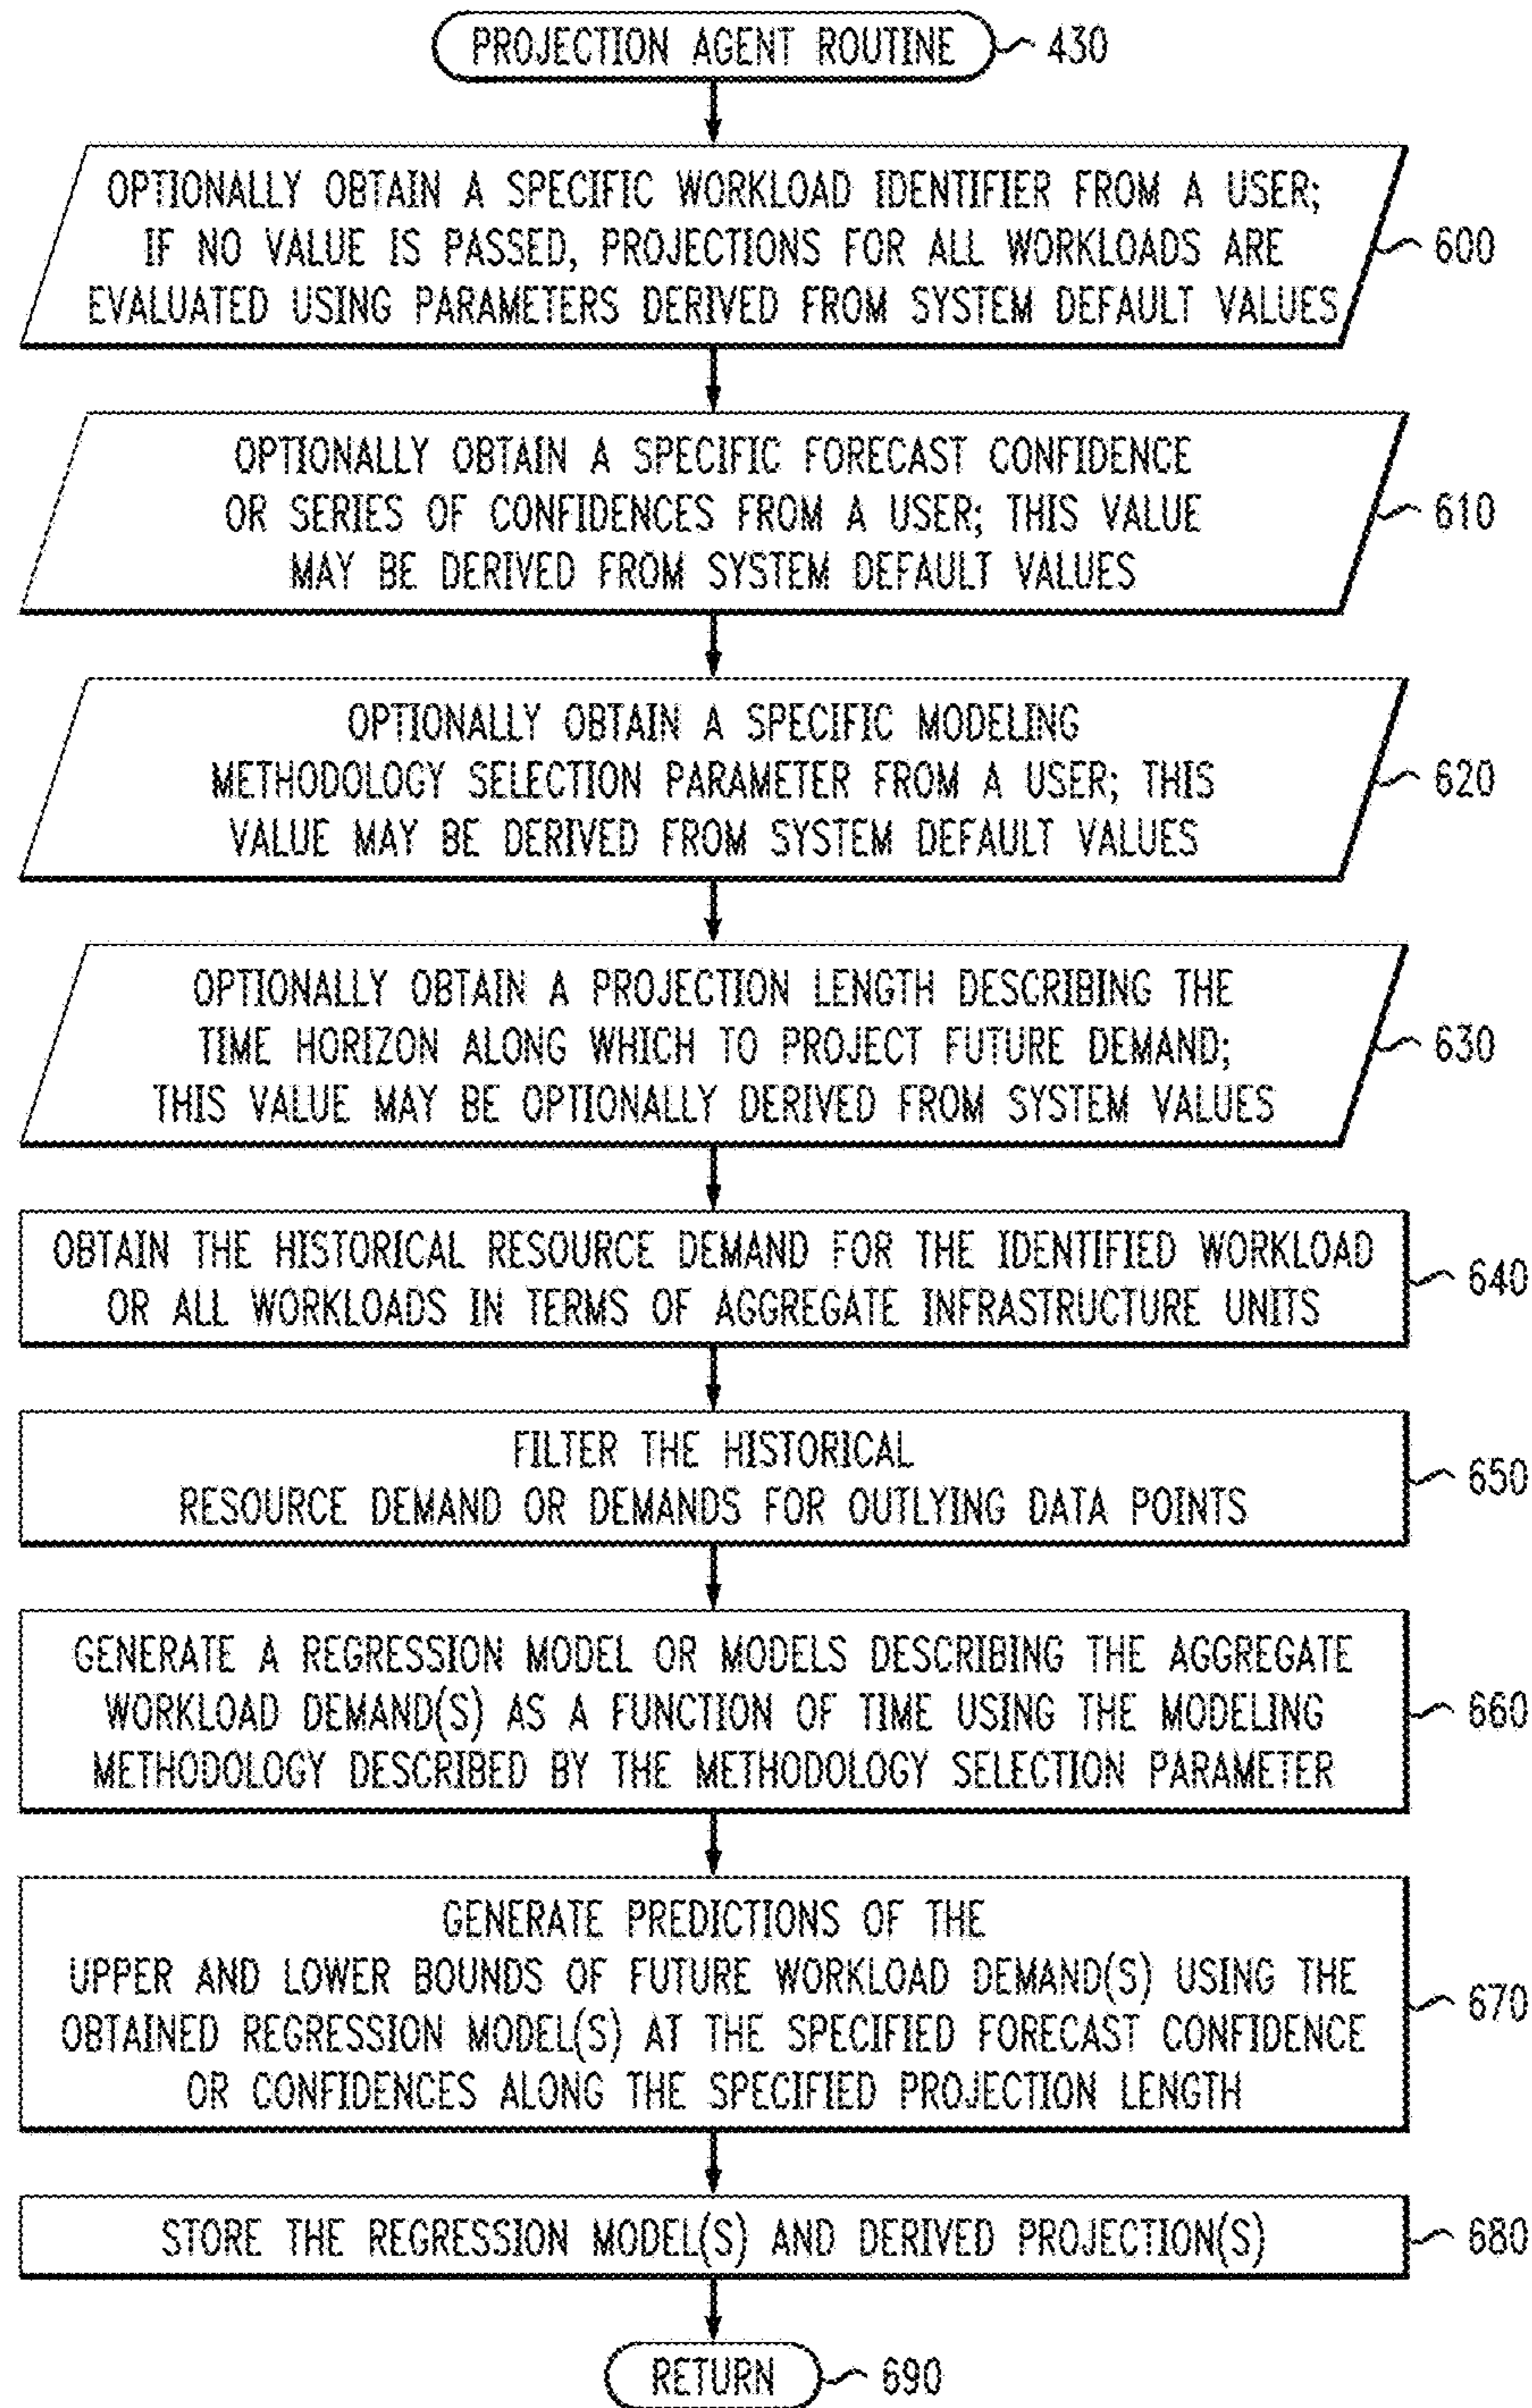 PROJECTION AGENT ROUTINE
430
OPTIONALLY OBTAIN A SPECIFIC WORKLOAD IDENTIFIER FROM A USER;
IF NO VALUE IS PASSED, PROJECTIONS FOR ALL WORKLOADS ARE
EVALUATED USING PARAMETERS DERIVED FROM SYSTEM DEFAULT VALUES
600
OPTIONALLY OBTAIN A SPECIFIC FORECAST CONFIDENCE
OR SERIES OF CONFIDENCES FROM A USER; THIS VALUE
MAY BE DERIVED FROM SYSTEM DEFAULT VALUES
610
OPTIONALLY OBTAIN A SPECIFIC MODELING
METHODOLOGY SELECTION PARAMETER FROM A USER; THIS
VALUE MAY BE DERIVED FROM SYSTEM DEFAULT VALUES
620
OPTIONALLY OBTAIN A PROJECTION LENGTH DESCRIBING THE
TIME HORIZON ALONG WHICH TO PROJECT FUTURE DEMAND;
THIS VALUE MAY BE OPTIONALLY DERIVED FROM SYSTEM VALUES
630
OBTAIN THE HISTORICAL RESOURCE DEMAND FOR THE IDENTIFIED WORKLOAD
OR ALL WORKLOADS IN TERMS OF AGGREGATE INFRASTRUCTURE UNITS
640
FILTER THE HISTORICAL
RESOURCE DEMAND OR DEMANDS FOR OUTLYING DATA POINTS
650
GENERATE A REGRESSION MODEL OR MODELS DESCRIBING THE AGGREGATE
WORKLOAD DEMAND(S) AS A FUNCTION OF TIME USING THE MODELING
METHODOLOGY DESCRIBED BY THE METHODOLOGY SELECTION PARAMETER
660
GENERATE PREDICTIONS OF THE
UPPER AND LOWER BOUNDS OF FUTURE WORKLOAD DEMAND(S) USING THE
OBTAINED REGRESSION MODEL(S) AT THE SPECIFIED FORECAST CONFIDENCE
OR CONFIDENCES ALONG THE SPECIFIED PROJECTION LENGTH
670
STORE THE REGRESSION MODEL(S) AND DERIVED PROJECTION(S)
680
RETURN
690